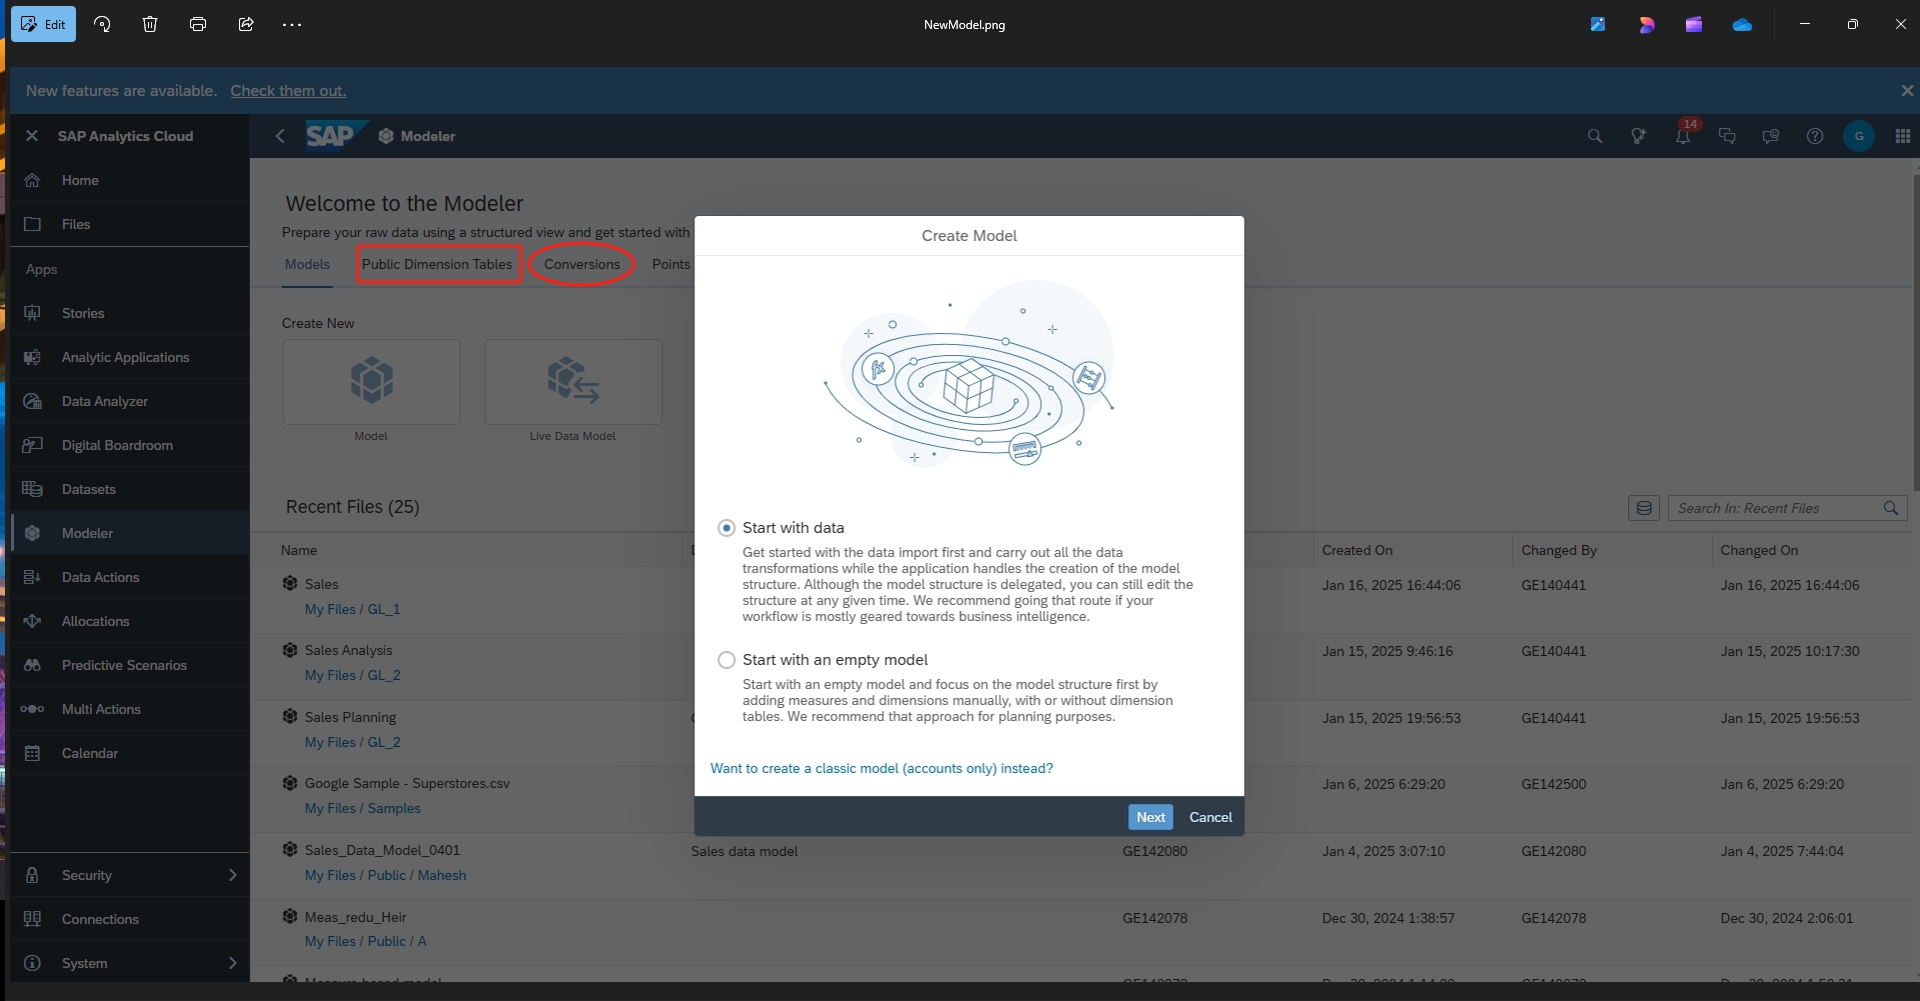 Edit
NewModel.png
New features are available. Check them out.
SAP Analytics Cloud
SAP Modeler
14
G
Home
Files
Apps
Stories
Analytic Applications
Data Analyzer
Digital Boardroom
Datasets
Modeler
Data Actions
Allocations
Predictive Scenarios
Multi Actions
Calendar
Security
Connections
System
Welcome to the Modeler
Prepare your raw data using a structured view and get started with
Models Public Dimension Tables Conversions Points
Create New
Model Live Data Model
Recent Files (25)
Search In: Recent Files
Name Created On Changed By Changed On
Sales Jan 16, 2025 16:44:06 GE140441 Jan 16, 2025 16:44:06
My Files / GL_1
Sales Analysis Jan 15, 2025 9:46:16 GE140441 Jan 15, 2025 10:17:30
My Files / GL_2
Sales Planning Jan 15, 2025 19:56:53 GE140441 Jan 15, 2025 19:56:53
My Files / GL_2
Google Sample - Superstores.csv Jan 6, 2025 6:29:20 GE142500 Jan 6, 2025 6:29:20
My Files / Samples
Sales_Data_Model_0401 Sales data model GE142080 Jan 4, 2025 3:07:10 GE142080 Jan 4, 2025 7:44:04
My Files / Public / Mahesh
Meas_redu_Heir GE142078 Dec 30, 2024 1:38:57 GE142078 Dec 30, 2024 2:06:01
My Files / Public / A
Create Model
fx
Start with data
Get started with the data import first and carry out all the data
transformations while the application handles the creation of the model
structure. Although the model structure is delegated, you can still edit the
structure at any given time. We recommend going that route if your
workflow is mostly geared towards business intelligence.
Start with an empty model
Start with an empty model and focus on the model structure first by
adding measures and dimensions manually, with or without dimension
tables. We recommend that approach for planning purposes.
Want to create a classic model (accounts only) instead?
Next Cancel